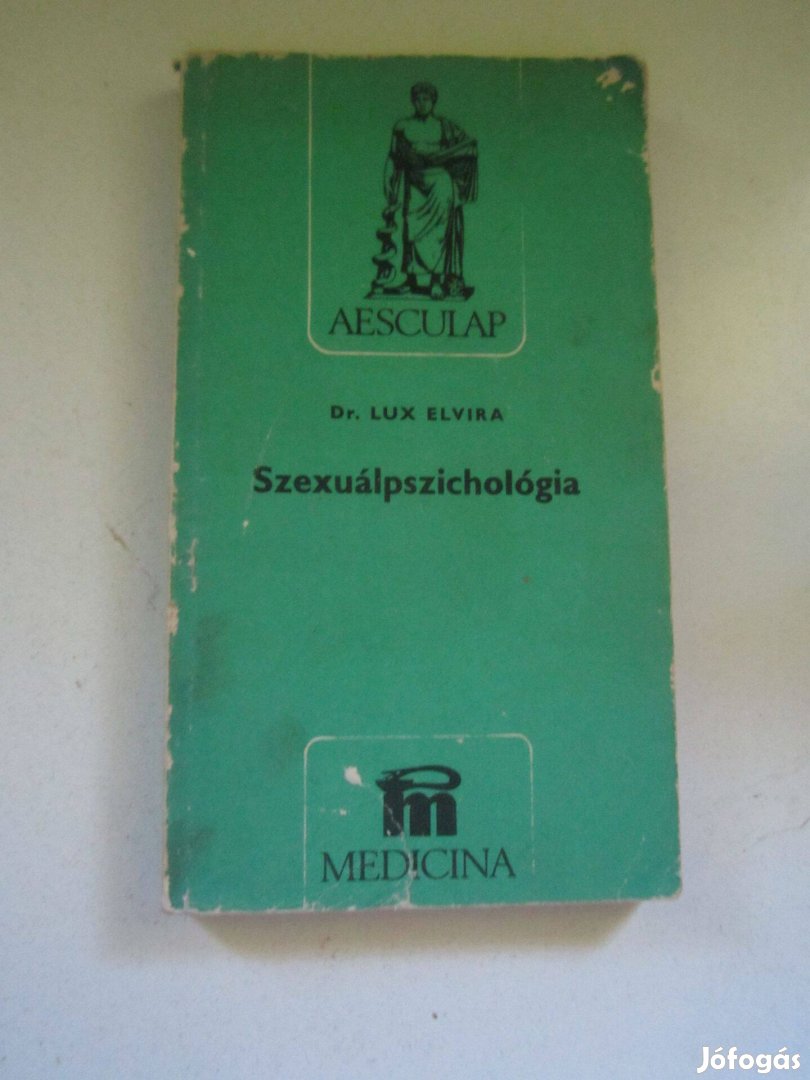 AESCULAP
Dr. LUX ELVIRA
Szexuálpszichológia
m
MEDICINA
Jófogás